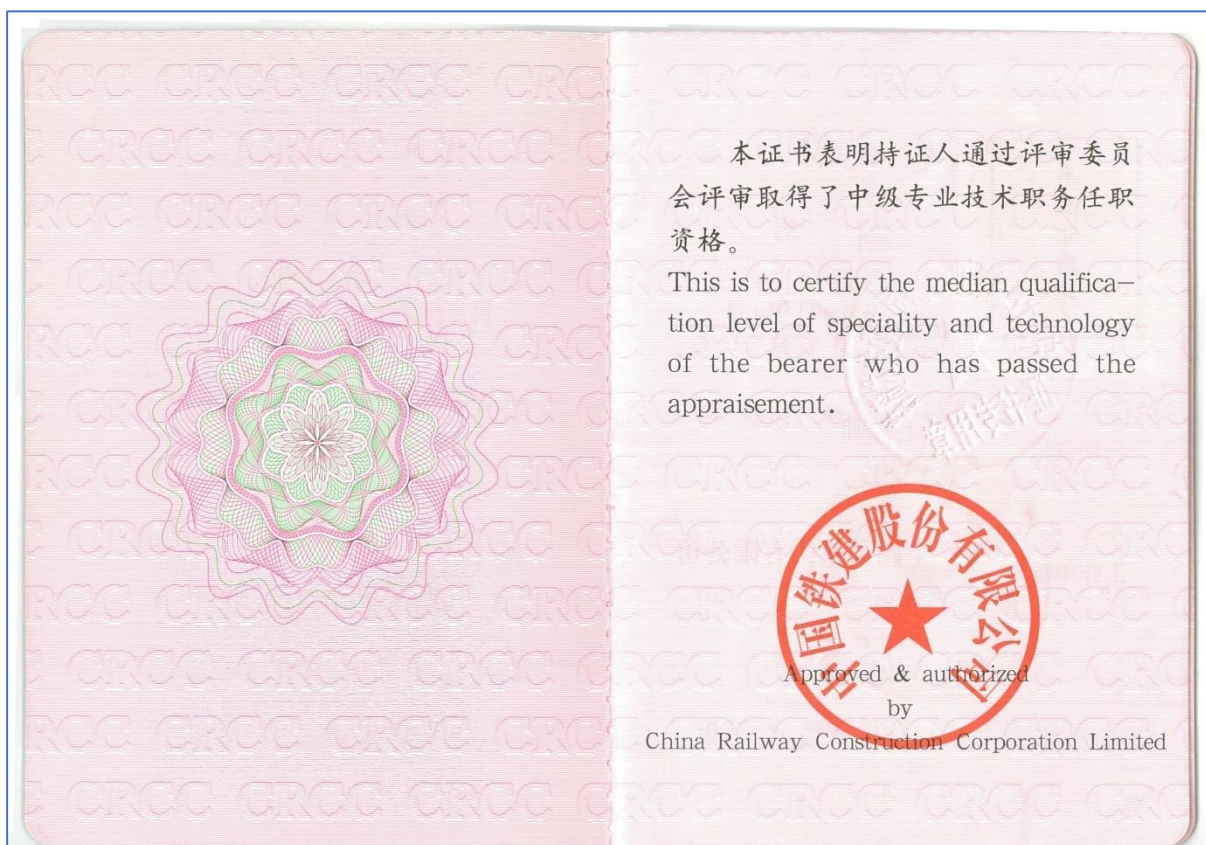 本证书表明持证人通过评审委员
会评审取得了中级专业技术职务任职
资格。
This is to certify the median qualifica-
tion level of speciality and technology
of the bearer who has passed the
appraisement.
中国铁建股份有限公司
Approved & authorized
by
China Railway Construction Corporation Limited
CRCC